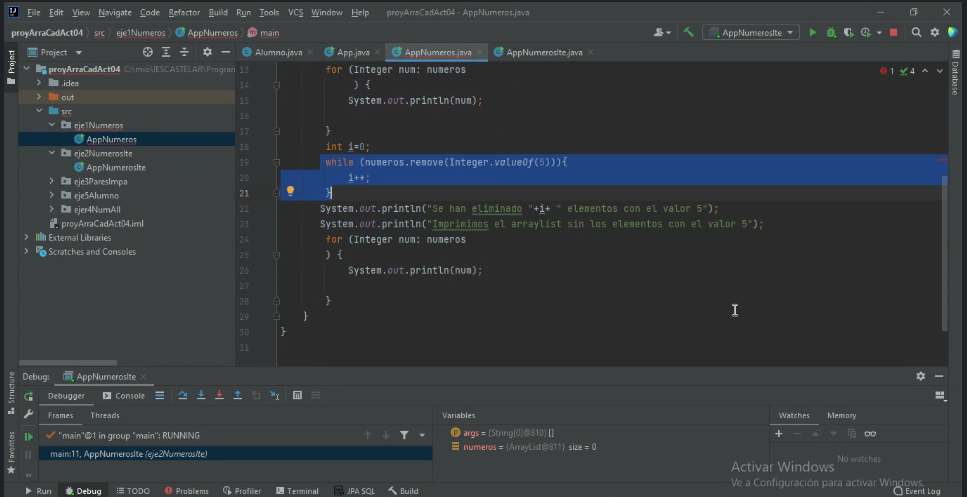 File Edit View Navigate Code Refactor Build Run Tools VCS Window Help proyArraCadAct04 - AppNumeros.java
proyArraCadAct04 src eje1Numeros AppNumeros main AppNumerosIte
Project Alumno.java App.java AppNumeros.java AppNumerosIte.java
Project
Database
proyArraCadAct04 C:\mio\IESCASTELAR\Program
.idea
out
src
eje1Numeros
AppNumeros
eje2NumerosIte
AppNumerosIte
eje3ParesImpa
eje5Alumno
ejer4NumAll
proyArraCadAct04.iml
External Libraries
Scratches and Consoles
1 4
13 for (Integer num: numeros
14 ) {
15 System.out.println(num);
16
17 }
18 int i=0;
19 while (numeros.remove(Integer.valueOf(5))){
20 i++;
21 }
22 System.out.println("Se han eliminado "+i+ " elementos con el valor 5");
23 System.out.println("Imprimimos el arraylist sin los elementos con el valor 5");
24 for (Integer num: numeros
25 ) {
26 System.out.println(num);
27
28 }
29 }
30 }
31
Structure
Favorites
Debug: AppNumerosIte
Debugger Console
Frames Threads
"main"@1 in group "main": RUNNING
main:11, AppNumerosIte (eje2NumerosIte)
Variables
args = {String[0]@810} []
numeros = {ArrayList@811} size = 0
Watches Memory
No watches
Activar Windows
Ve a Configuración para activar Windows.
Run Debug TODO Problems Profiler Terminal JPA SQL Build Event Log